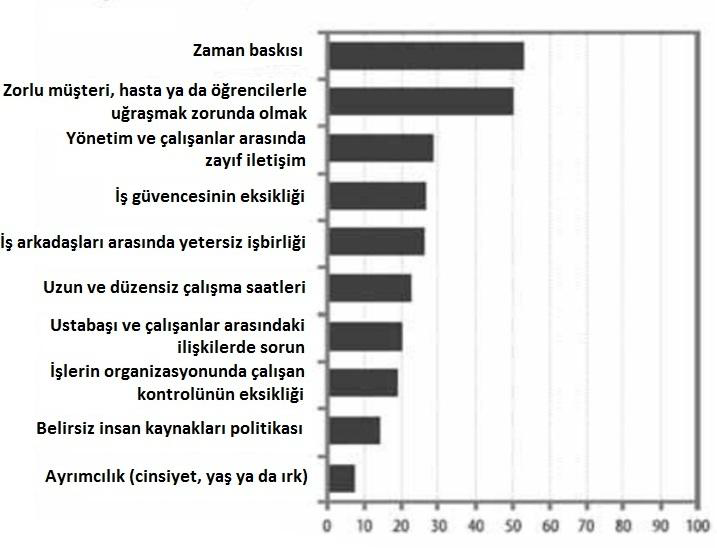 Zaman baskısı
Zorlu müşteri, hasta ya da öğrencilerle
uğraşmak zorunda olmak
Yönetim ve çalışanlar arasında
zayıf iletişim
İş güvencesinin eksikliği
İş arkadaşları arasında yetersiz işbirliği
Uzun ve düzensiz çalışma saatleri
Ustabaşı ve çalışanlar arasındaki
ilişkilerde sorun
İşlerin organizasyonunda çalışan
kontrolünün eksikliği
Belirsiz insan kaynakları politikası
Ayrımcılık (cinsiyet, yaş ya da ırk)
0 10 20 30 40 50 60 70 80 90 100